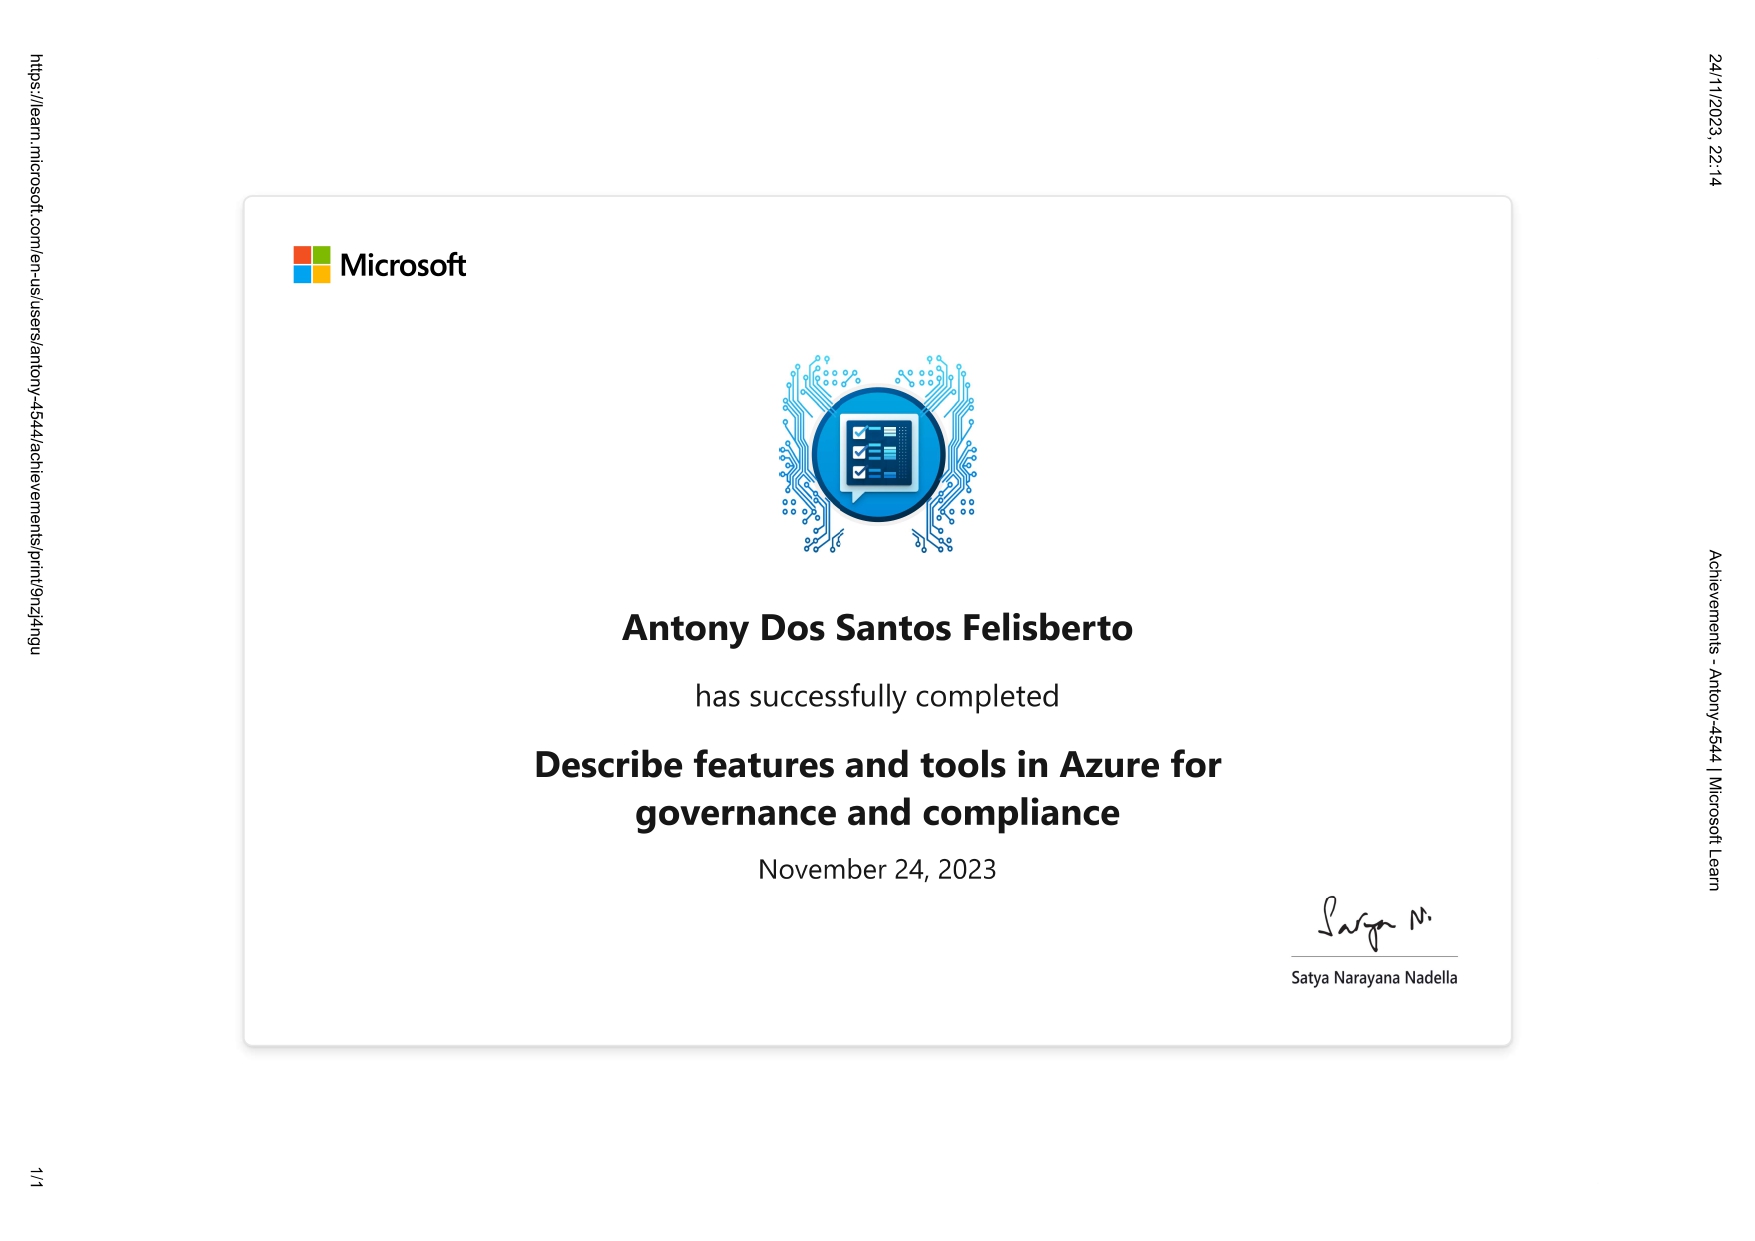 24/11/2023, 22:14
Achievements - Antony-4544 | Microsoft Learn
Microsoft
Antony Dos Santos Felisberto
has successfully completed
Describe features and tools in Azure for
governance and compliance
November 24, 2023
Satya N.
Satya Narayana Nadella
https://learn.microsoft.com/en-us/users/antony-4544/achievements/print/9nzj4ngu
1/1